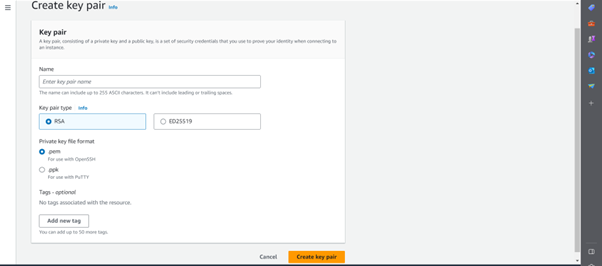 Create key pair Info
Key pair
A key pair, consisting of a private key and a public key, is a set of security credentials that you use to prove your identity when connecting to
an instance.
Name
Enter key pair name
The name can include up to 255 ASCII characters. It can't include leading or trailing spaces.
Key pair type Info
RSA
ED25519
Private key file format
.pem
For use with OpenSSH
.ppk
For use with PuTTY
Tags - optional
No tags associated with the resource.
Add new tag
You can add up to 50 more tags.
Cancel
Create key pair